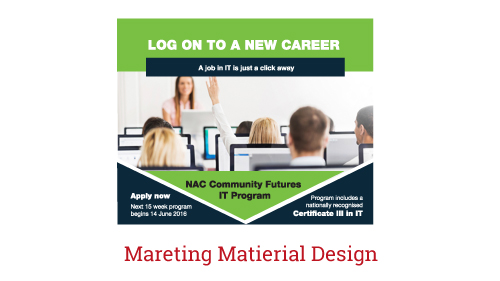 LOG ON TO A NEW CAREER
A job in IT is just a click away
NAC Community Futures
IT Program
Apply now
Next 15 week program
begins 14 June 2016
Program includes a
nationally recognised
Certificate III in IT
Mareting Matierial Design